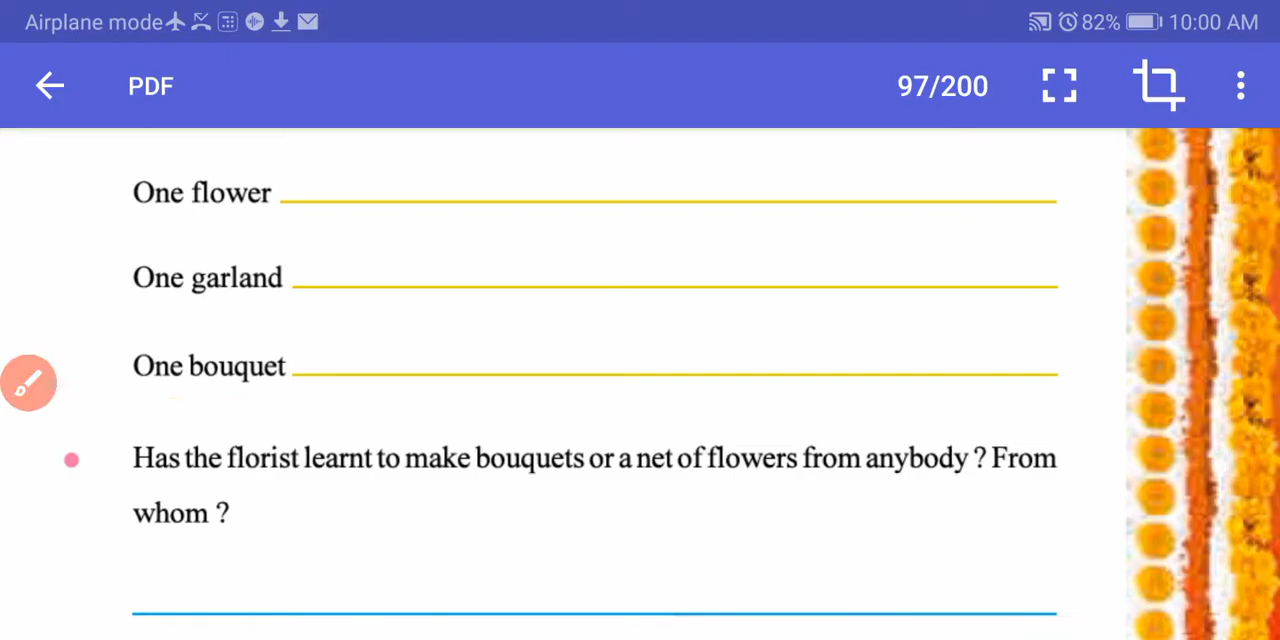 Airplane mode 82% 10:00 AM
PDF 97/200
One flower
One garland
One bouquet
Has the florist learnt to make bouquets or a net of flowers from anybody ? From
whom ?